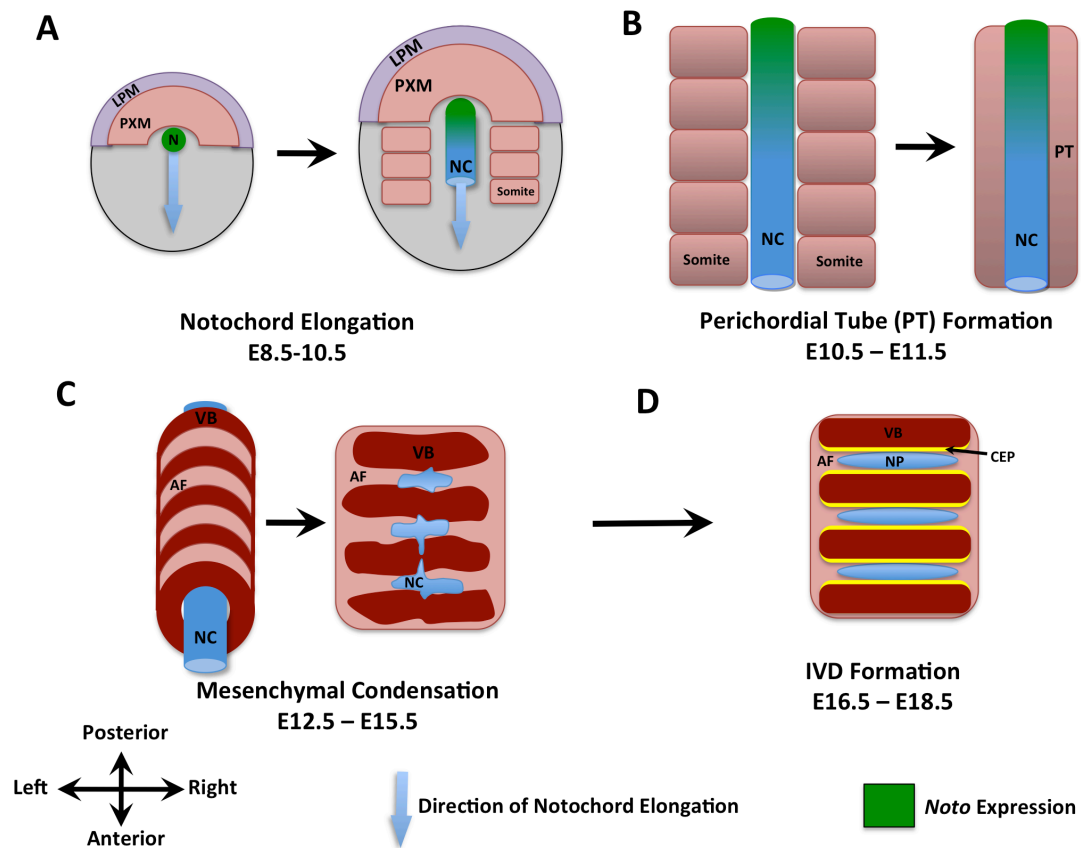 A
LPM
PXM
N
LPM
PXM
NC
Somite
Notochord Elongation
E8.5-10.5
B
NC
Somite
Somite
PT
NC
Perichordial Tube (PT) Formation
E10.5 – E11.5
C
VB
AF
NC
VB
AF
NC
Mesenchymal Condensation
E12.5 – E15.5
D
VB
AF
NP
CEP
IVD Formation
E16.5 – E18.5
Posterior
Left
Right
Anterior
Direction of Notochord Elongation
Noto Expression